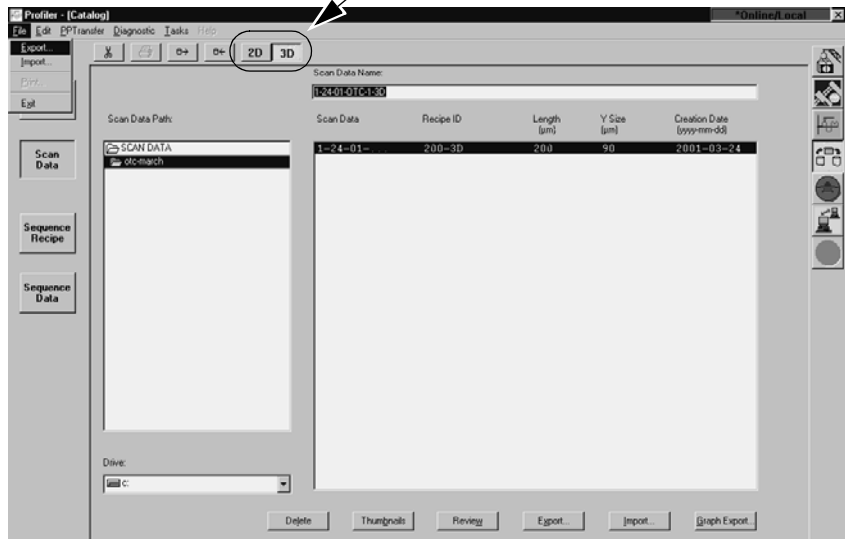 Profiler - [Catalog]
*Online/Local
File Edit PPTransfer Diagnostic Tasks Help
Export...
Import...
Print...
Exit
2D 3D
Scan Data Name:
1-24-01-OTC-1-3D
Scan Data Path:
Scan Data Recipe ID Length (µm) Y Size (µm) Creation Date (yyyy-mm-dd)
SCAN DATA
otc-march
1-24-01-... 200-3D 200 90 2001-03-24
Scan Data
Sequence Recipe
Sequence Data
Drive:
c:
Delete Thumbnails Review Export... Import... Graph Export...